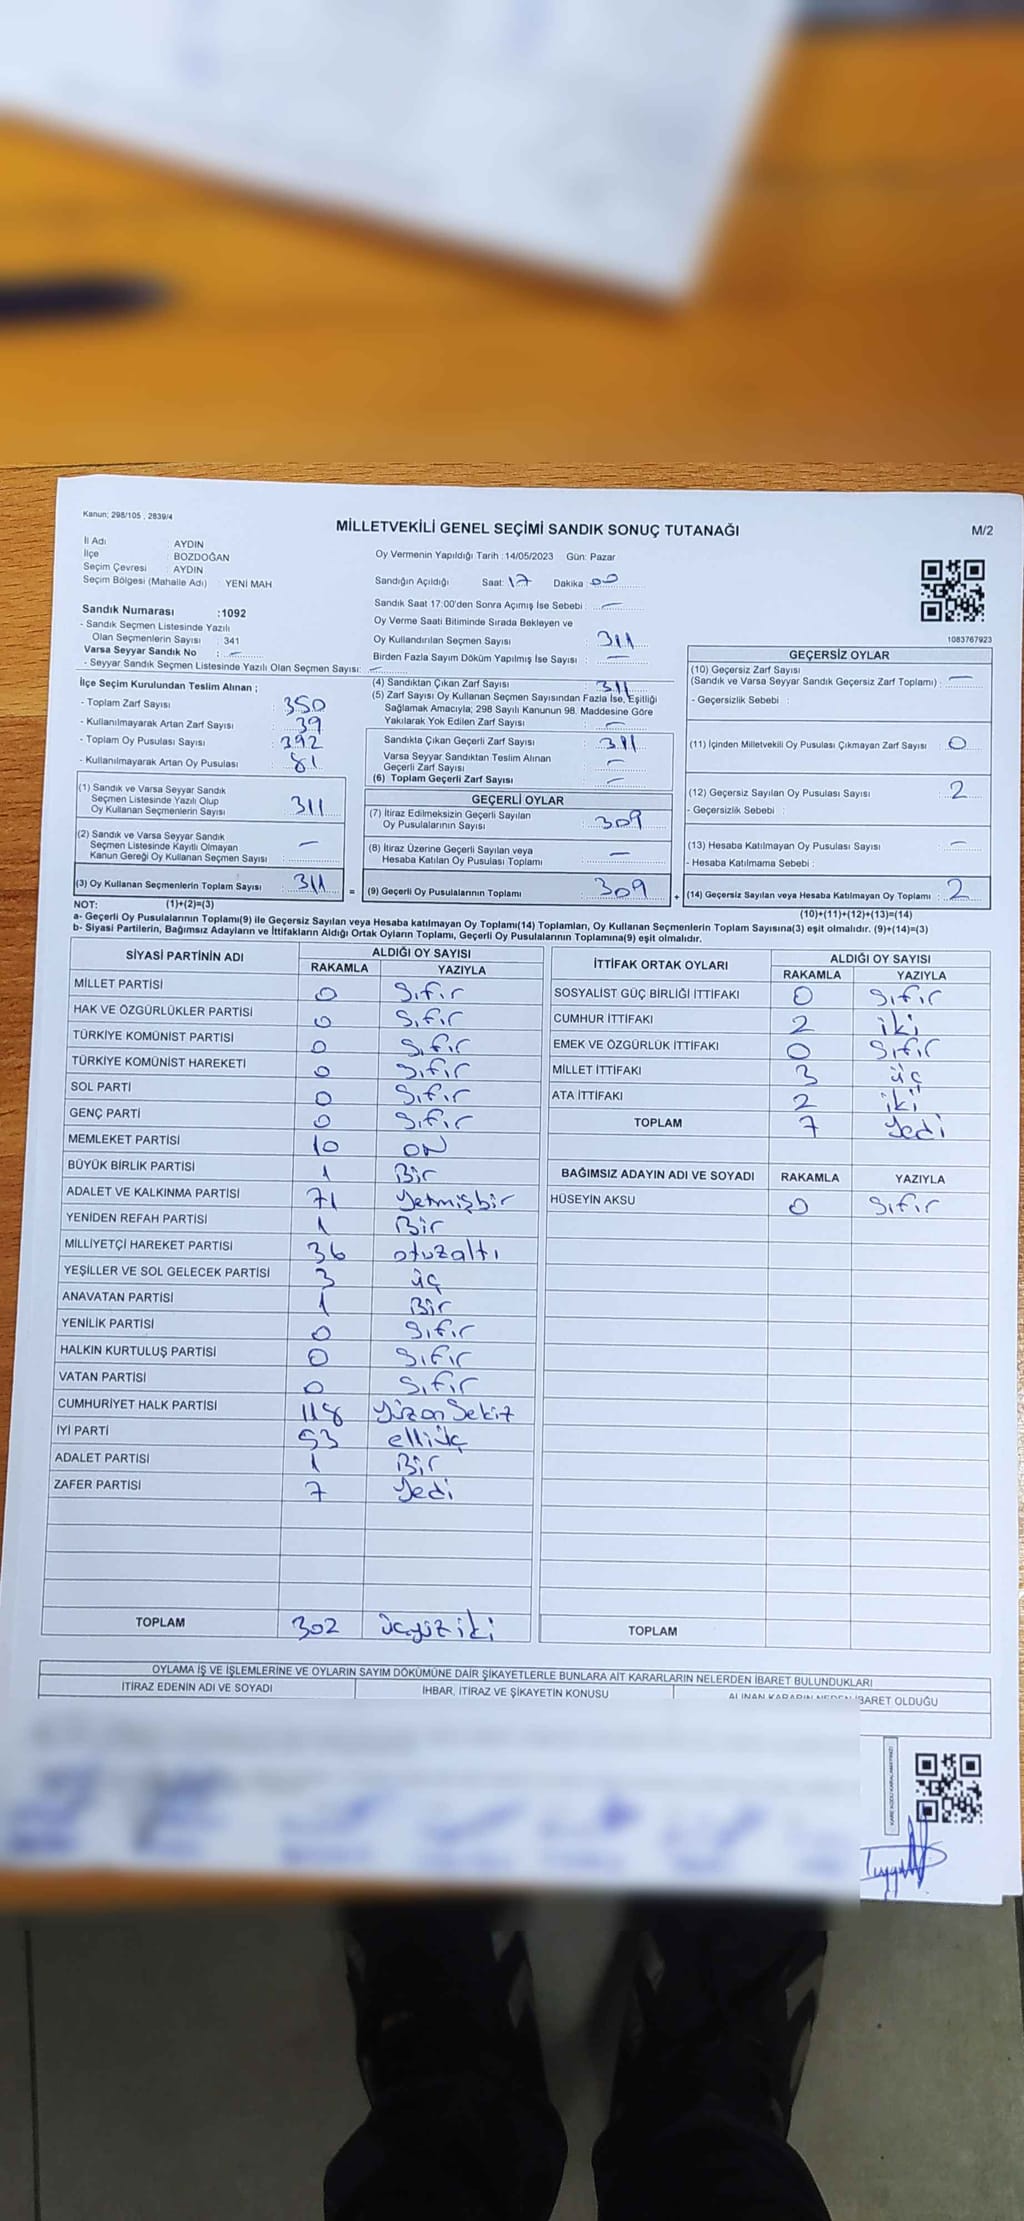 Kanun; 298/105 , 2839/4
MİLLETVEKİLİ GENEL SEÇİMİ SANDIK SONUÇ TUTANAĞI
M/2
İl Adı : AYDIN
İlçe : BOZDOĞAN
Seçim Çevresi : AYDIN
Seçim Bölgesi (Mahalle Adı) : YENİ MAH
Oy Vermenin Yapıldığı Tarih : 14/05/2023 Gün: Pazar
Sandığın Açıldığı Saat: 17 Dakika : 00
Sandık Saat 17:00'den Sonra Açımış İse Sebebi : —
Oy Verme Saati Bitiminde Sırada Bekleyen ve
Oy Kullandırılan Seçmen Sayısı : 311
Birden Fazla Sayım Döküm Yapılmış İse Sayısı : —
1083767923
Sandık Numarası :1092
- Sandık Seçmen Listesinde Yazılı
Olan Seçmenlerin Sayısı 341
Varsa Seyyar Sandık No : —
- Seyyar Sandık Seçmen Listesinde Yazılı Olan Seçmen Sayısı: —
İlçe Seçim Kurulundan Teslim Alınan ;
- Toplam Zarf Sayısı : 350
- Kullanılmayarak Artan Zarf Sayısı : 39
- Toplam Oy Pusulası Sayısı : 392
- Kullanılmayarak Artan Oy Pusulası : 81
(1) Sandık ve Varsa Seyyar Sandık
Seçmen Listesinde Yazılı Olup
Oy Kullanan Seçmenlerin Sayısı : 311
(2) Sandık ve Varsa Seyyar Sandık
Seçmen Listesinde Kayıtlı Olmayan
Kanun Gereği Oy Kullanan Seçmen Sayısı : —
(3) Oy Kullanan Seçmenlerin Toplam Sayısı : 311 =
(4) Sandıktan Çıkan Zarf Sayısı : 311
(5) Zarf Sayısı Oy Kullanan Seçmen Sayısından Fazla İse, Eşitliği
Sağlamak Amacıyla; 298 Sayılı Kanunun 98. Maddesine Göre
Yakılarak Yok Edilen Zarf Sayısı : —
Sandıkta Çıkan Geçerli Zarf Sayısı : 311
Varsa Seyyar Sandıktan Teslim Alınan
Geçerli Zarf Sayısı : —
(6) Toplam Geçerli Zarf Sayısı : —
GEÇERLİ OYLAR
(7) İtiraz Edilmeksizin Geçerli Sayılan
Oy Pusulalarının Sayısı : 309
(8) İtiraz Üzerine Geçerli Sayılan veya
Hesaba Katılan Oy Pusulası Toplamı : —
(9) Geçerli Oy Pusulalarının Toplamı : 309 +
GEÇERSİZ OYLAR
(10) Geçersiz Zarf Sayısı
(Sandık ve Varsa Seyyar Sandık Geçersiz Zarf Toplamı) : —
- Geçersizlik Sebebi :
(11) İçinden Milletvekili Oy Pusulası Çıkmayan Zarf Sayısı : 0
(12) Geçersiz Sayılan Oy Pusulası Sayısı : 2
- Geçersizlik Sebebi :
(13) Hesaba Katılmayan Oy Pusulası Sayısı : —
- Hesaba Katılmama Sebebi :
(14) Geçersiz Sayılan veya Hesaba Katılmayan Oy Toplamı : 2
NOT: (1)+(2)=(3)
(10)+(11)+(12)+(13)=(14)
a- Geçerli Oy Pusulalarının Toplamı(9) ile Geçersiz Sayılan veya Hesaba katılmayan Oy Toplamı(14) Toplamları, Oy Kullanan Seçmenlerin Toplam Sayısına(3) eşit olmalıdır. (9)+(14)=(3)
b- Siyasi Partilerin, Bağımsız Adayların ve İttifakların Aldığı Ortak Oyların Toplamı, Geçerli Oy Pusulalarının Toplamına(9) eşit olmalıdır.
SİYASİ PARTİNİN ADI ALDIĞI OY SAYISI
RAKAMLA YAZIYLA
MİLLET PARTİSİ 0 Sıfır
HAK VE ÖZGÜRLÜKLER PARTİSİ 0 Sıfır
TÜRKİYE KOMÜNİST PARTİSİ 0 Sıfır
TÜRKİYE KOMÜNİST HAREKETİ 0 Sıfır
SOL PARTİ 0 Sıfır
GENÇ PARTİ 0 Sıfır
MEMLEKET PARTİSİ 10 ON
BÜYÜK BİRLİK PARTİSİ 1 Bir
ADALET VE KALKINMA PARTİSİ 71 Yetmişbir
YENİDEN REFAH PARTİSİ 1 Bir
MİLLİYETÇİ HAREKET PARTİSİ 36 otuzaltı
YEŞİLLER VE SOL GELECEK PARTİSİ 3 üç
ANAVATAN PARTİSİ 1 Bir
YENİLİK PARTİSİ 0 Sıfır
HALKIN KURTULUŞ PARTİSİ 0 Sıfır
VATAN PARTİSİ 0 Sıfır
CUMHURİYET HALK PARTİSİ 118 YüzonSekiz
İYİ PARTİ 53 elliüç
ADALET PARTİSİ 1 Bir
ZAFER PARTİSİ 7 Yedi
TOPLAM 302 üçyüziki
İTTİFAK ORTAK OYLARI ALDIĞI OY SAYISI
RAKAMLA YAZIYLA
SOSYALİST GÜÇ BİRLİĞİ İTTİFAKI 0 Sıfır
CUMHUR İTTİFAKI 2 iki
EMEK VE ÖZGÜRLÜK İTTİFAKI 0 Sıfır
MİLLET İTTİFAKI 3 üç
ATA İTTİFAKI 2 iki
TOPLAM 7 Yedi
BAĞIMSIZ ADAYIN ADI VE SOYADI RAKAMLA YAZIYLA
HÜSEYİN AKSU 0 Sıfır
TOPLAM
OYLAMA İŞ VE İŞLEMLERİNE VE OYLARIN SAYIM DÖKÜMÜNE DAİR ŞİKAYETLERLE BUNLARA AİT KARARLARIN NELERDEN İBARET BULUNDUKLARI
İTİRAZ EDENİN ADI VE SOYADI İHBAR, İTİRAZ VE ŞİKAYETİN KONUSU ALINAN KARARIN NEDEN İBARET OLDUĞU